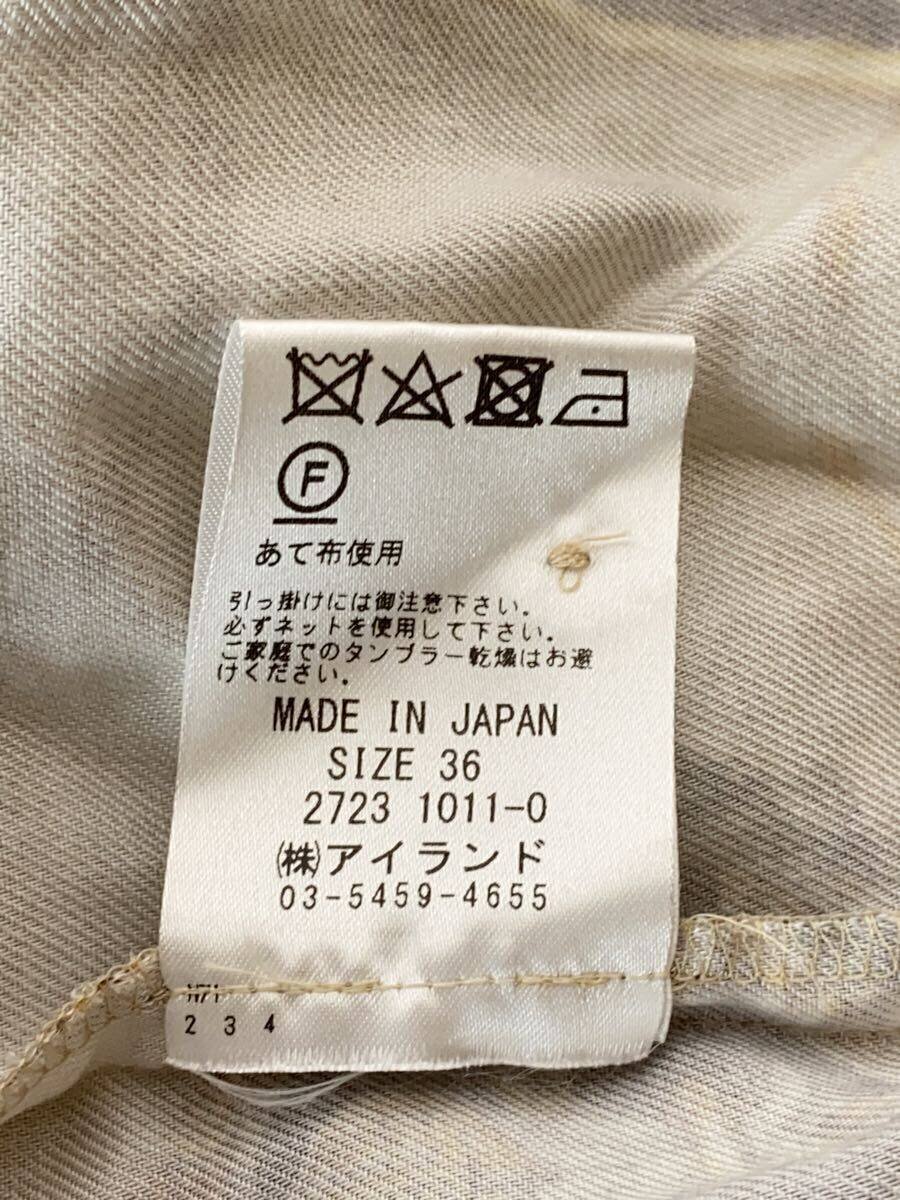 F
あて布使用
引っ掛けには御注意下さい。
必ずネットを使用して下さい。
ご家庭でのタンブラー乾燥はお避
けください。
MADE IN JAPAN
SIZE 36
2723 1011-0
㈱アイランド
03-5459-4655
2 3 4